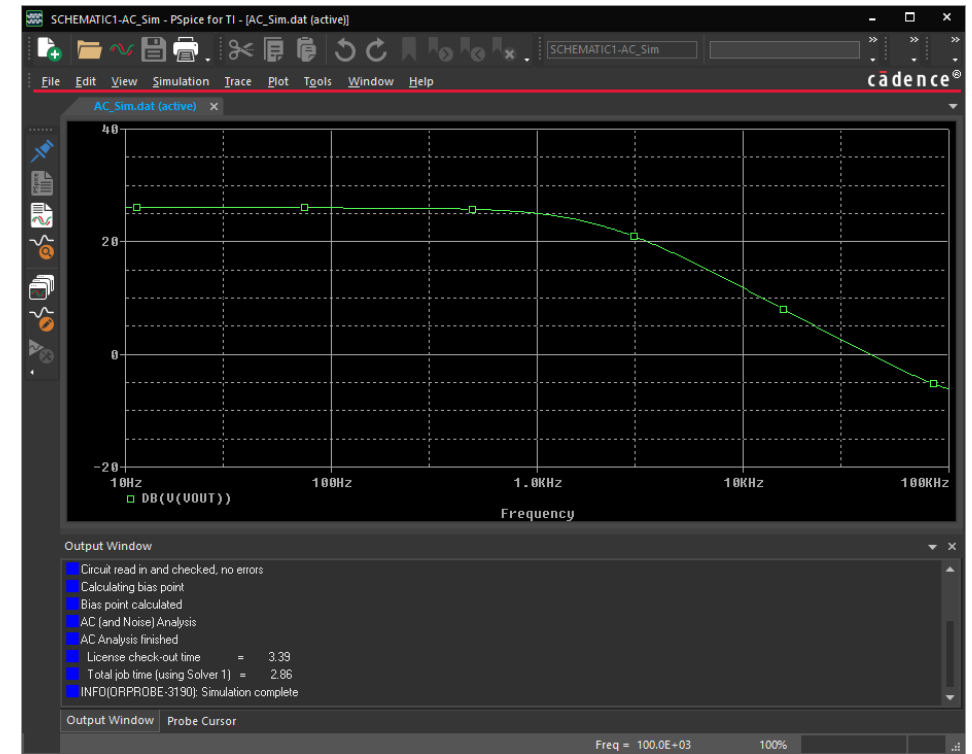 SCHEMATIC1-AC_Sim - PSpice for TI - [AC_Sim.dat (active)]
SCHEMATIC1-AC_Sim
File Edit View Simulation Trace Plot Tools Window Help
cādence®
AC_Sim.dat (active)
40
20
0
-20
10Hz 100Hz 1.0KHz 10KHz 100KHz
DB(V(VOUT))
Frequency
Output Window
Circuit read in and checked, no errors
Calculating bias point
Bias point calculated
AC (and Noise) Analysis
AC Analysis finished
License check-out time = 3.39
Total job time (using Solver 1) = 2.86
INFO(ORPROBE-3190): Simulation complete
Output Window Probe Cursor
Freq = 100.0E+03 100%